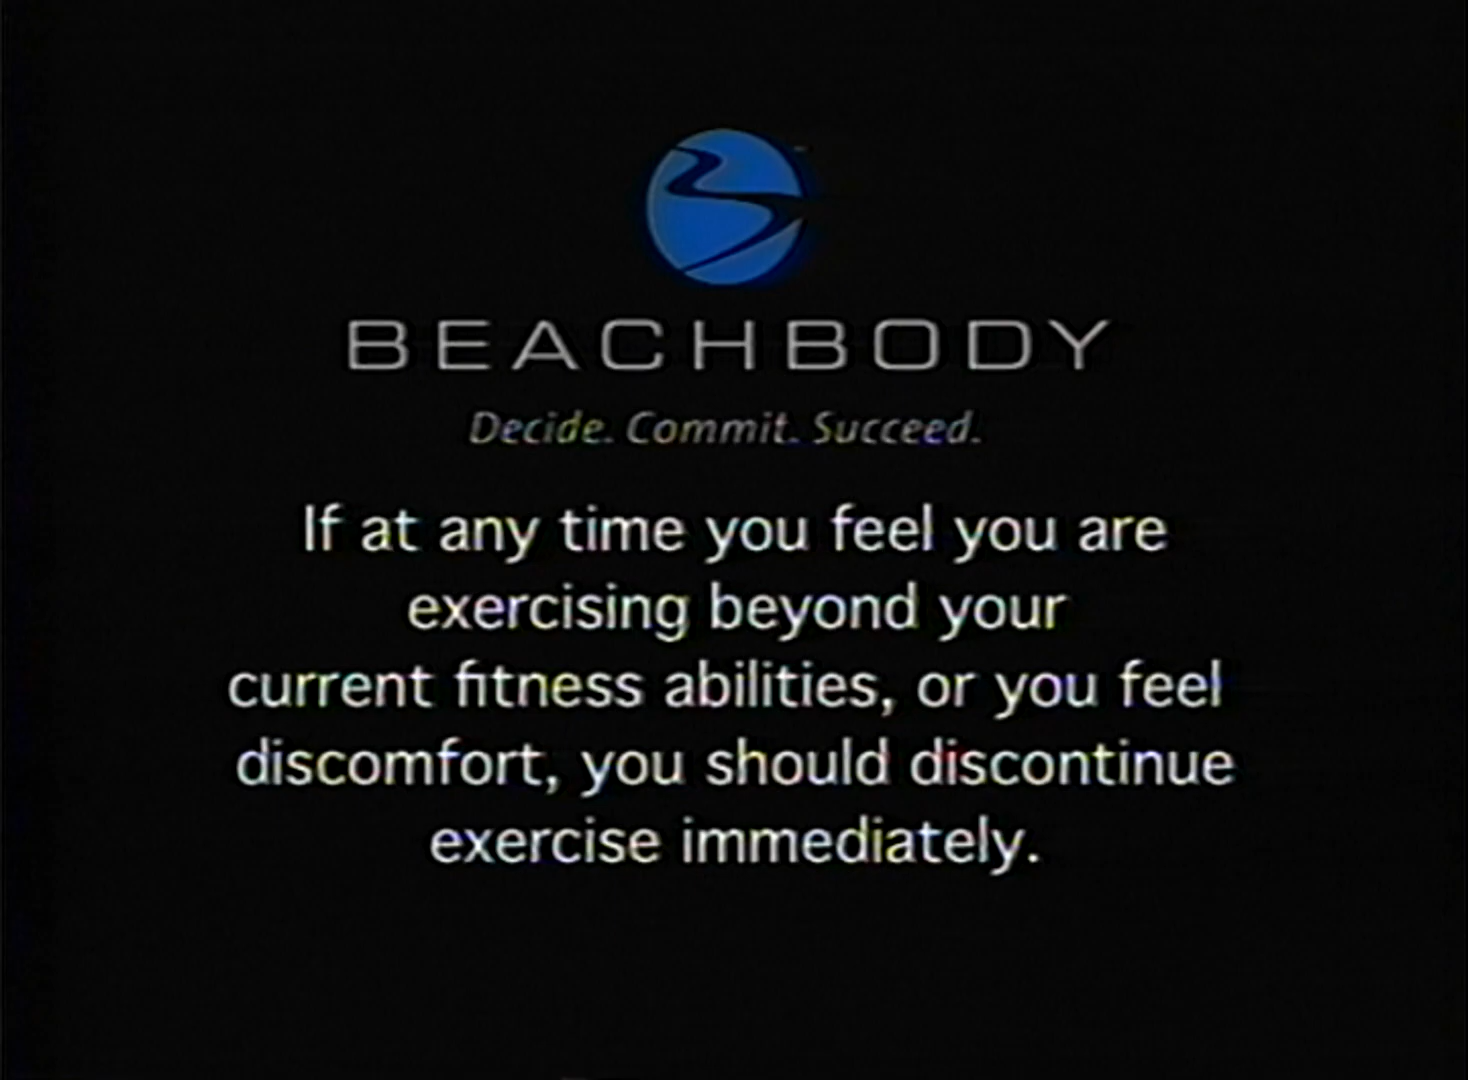 BEACHBODY
Decide. Commit. Succeed.
If at any time you feel you are
exercising beyond your
current fitness abilities, or you feel
discomfort, you should discontinue
exercise immediately.